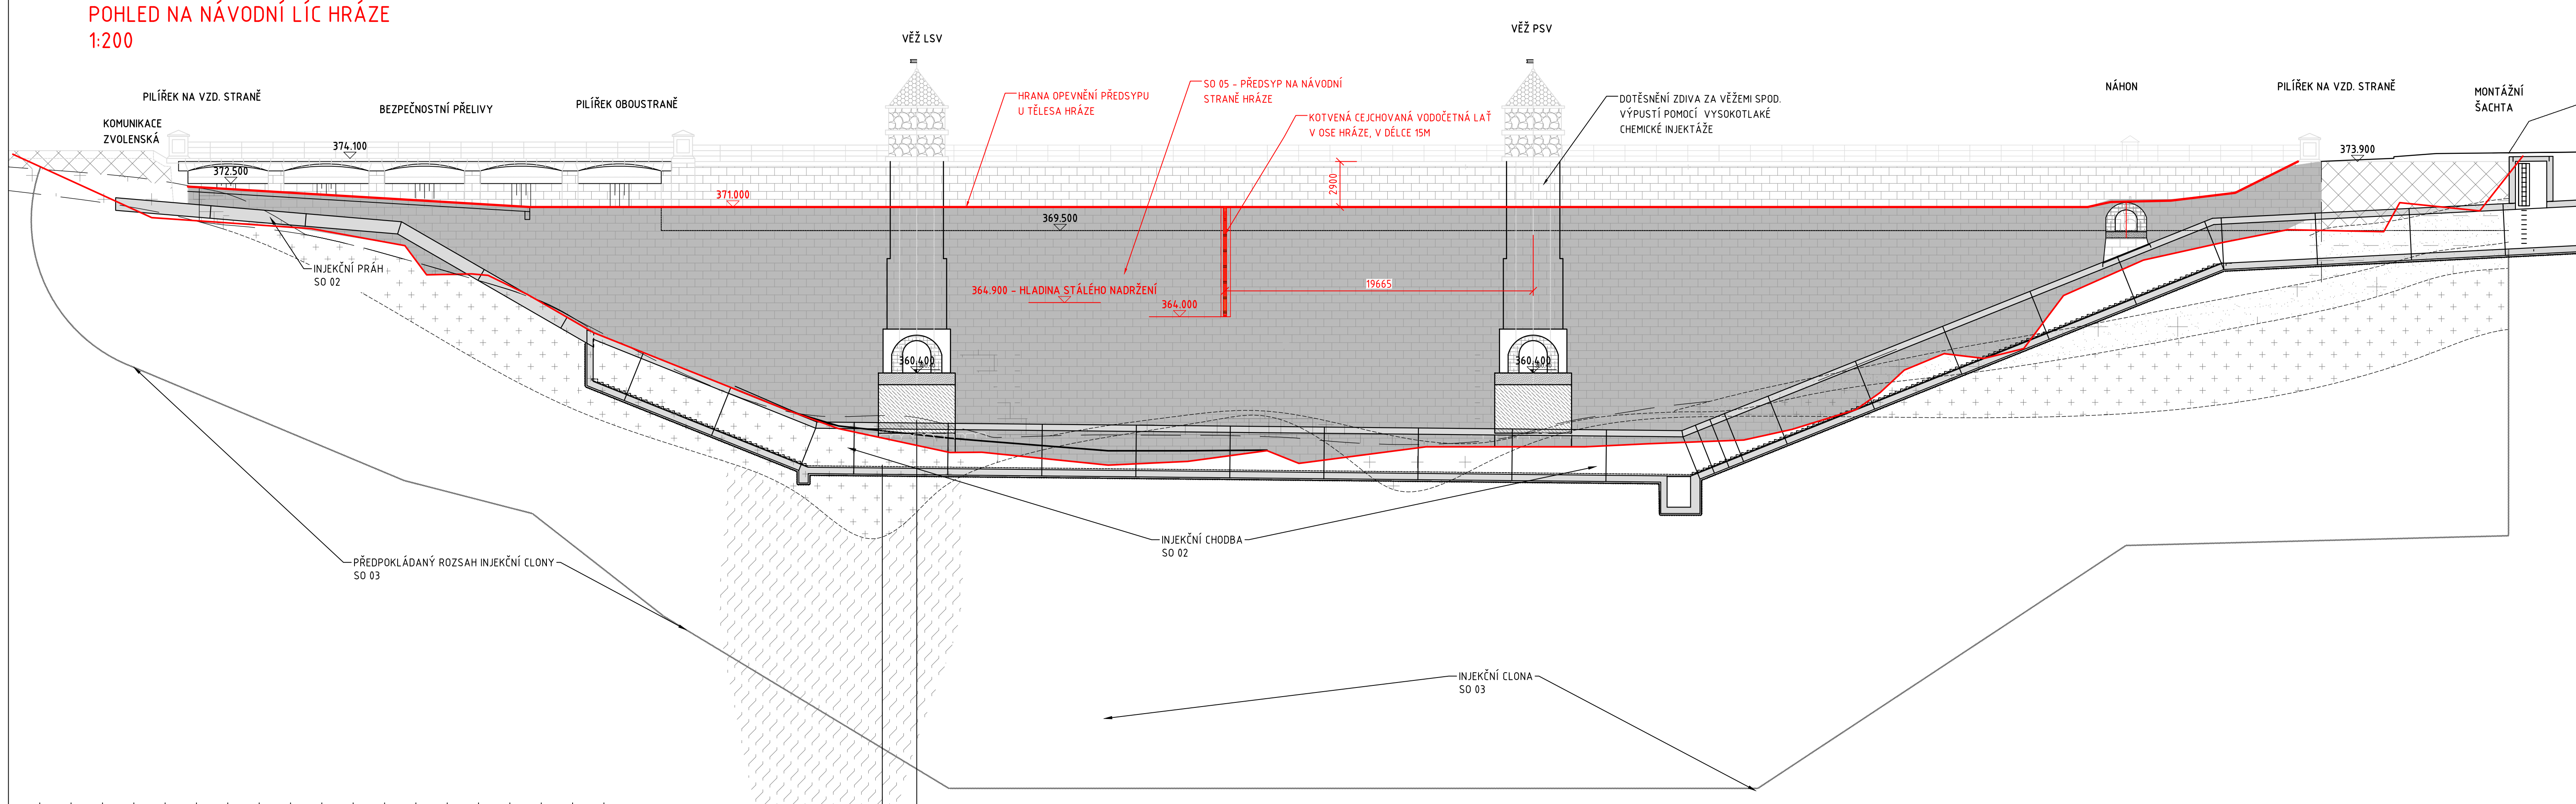 POHLED NA NÁVODNÍ LÍC HRÁZE
1:200
VĚŽ LSV
VĚŽ PSV
PILÍŘEK NA VZD. STRANĚ
BEZPEČNOSTNÍ PŘELIVY
PILÍŘEK OBOUSTRANĚ
KOMUNIKACE
ZVOLENSKÁ
HRANA OPEVNĚNÍ PŘEDSYPU
U TĚLESA HRÁZE
SO 05 - PŘEDSYP NA NÁVODNÍ
STRANĚ HRÁZE
KOTVENÁ CEJCHOVANÁ VODOČETNÁ LAŤ
V OSE HRÁZE, V DÉLCE 15M
DOTĚSNĚNÍ ZDIVA ZA VĚŽEMI SPOD.
VÝPUSTÍ POMOCÍ VYSOKOTLAKÉ
CHEMICKÉ INJEKTÁŽE
NÁHON
PILÍŘEK NA VZD. STRANĚ
MONTÁŽNÍ
ŠACHTA
374.100
372.500
371.000
369.500
2900
373.900
INJEKČNÍ PRÁH
SO 02
364.900 - HLADINA STÁLÉHO NADRŽENÍ
364.000
19665
360.400
360.400
INJEKČNÍ CHODBA
SO 02
PŘEDPOKLÁDANÝ ROZSAH INJEKČNÍ CLONY
SO 03
INJEKČNÍ CLONA
SO 03